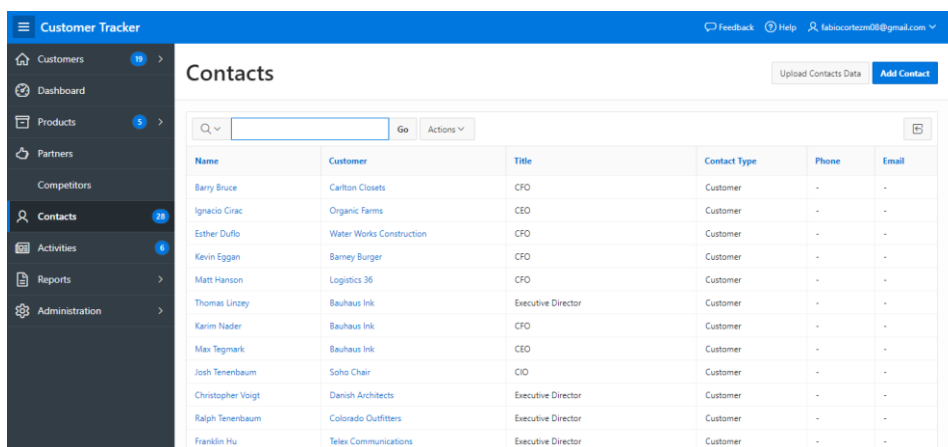 Customer Tracker
Feedback Help fabiocortezm08@gmail.com
Customers 19
Dashboard
Products 5
Partners
Competitors
Contacts 28
Activities 6
Reports
Administration
Contacts
Upload Contacts Data Add Contact
Go Actions
Name Customer Title Contact Type Phone Email
Barry Bruce Carlton Closets CFO Customer - -
Ignacio Cirac Organic Farms CEO Customer - -
Esther Duflo Water Works Construction CFO Customer - -
Kevin Eggan Barney Burger CFO Customer - -
Matt Hanson Logistics 36 CFO Customer - -
Thomas Linzey Bauhaus Ink Executive Director Customer - -
Karim Nader Bauhaus Ink CFO Customer - -
Max Tegmark Bauhaus Ink CEO Customer - -
Josh Tenenbaum Soho Chair CIO Customer - -
Christopher Voigt Danish Architects Executive Director Customer - -
Ralph Tenenbaum Colorado Outfitters Executive Director Customer - -
Franklin Hu Telex Communications Executive Director Customer - -